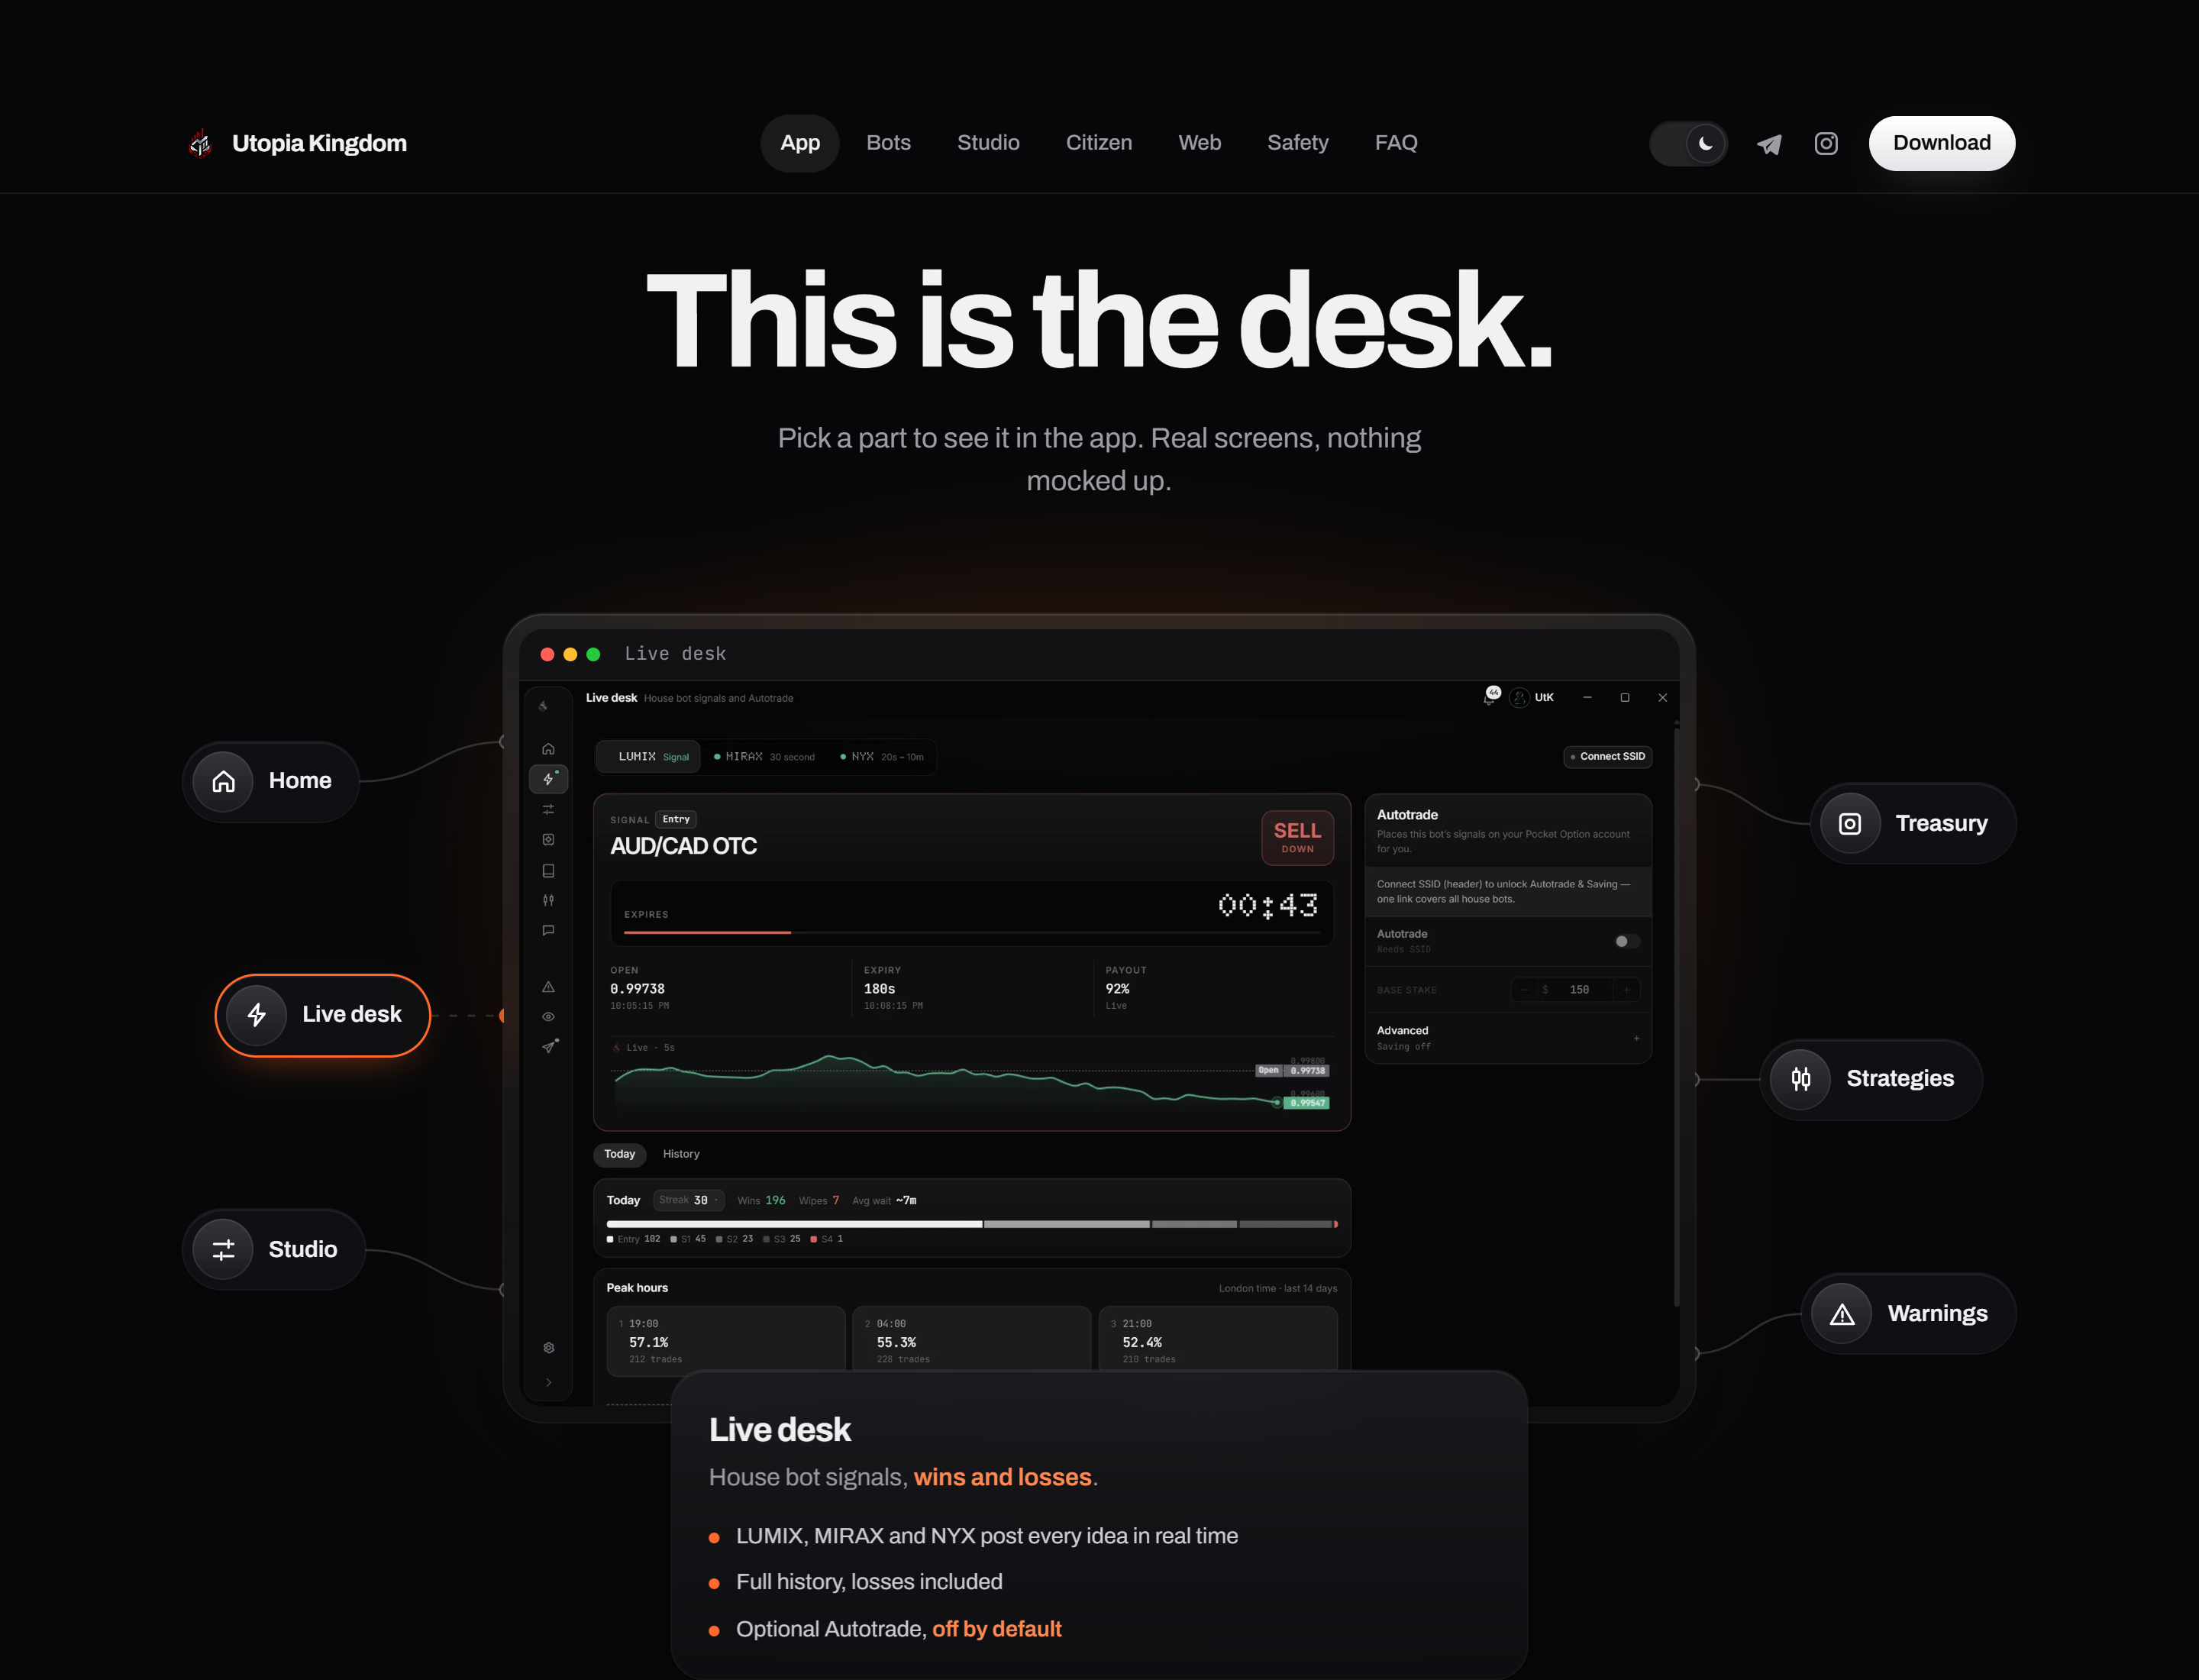 Utopia Kingdom
App
Bots
Studio
Citizen
Web
Safety
FAQ
Download
This is the desk.
Pick a part to see it in the app. Real screens, nothing
mocked up.
Live desk
Live desk House bot signals and Autotrade
44
UtK
LUMIX Signal
MIRAX 30 second
NYX 20s – 10m
Connect SSID
SIGNAL Entry
AUD/CAD OTC
SELL
DOWN
EXPIRES
00:43
OPEN
0.99738
10:05:15 PM
EXPIRY
180s
10:08:15 PM
PAYOUT
92%
Live
Live · 5s
0.99800
Open 0.99738
0.99600
0.99547
Autotrade
Places this bot's signals on your Pocket Option account
for you.
Connect SSID (header) to unlock Autotrade & Saving —
one link covers all house bots.
Autotrade
Needs SSID
BASE STAKE
− $ 150 +
Advanced
Saving off
+
Today
History
Today
Streak 30
Wins 196
Wipes 7
Avg wait ~7m
Entry 102
S1 45
S2 23
S3 25
S4 1
Peak hours
London time · last 14 days
1 19:00
57.1%
212 trades
2 04:00
55.3%
228 trades
3 21:00
52.4%
210 trades
Home
Live desk
Studio
Treasury
Strategies
Warnings
Live desk
House bot signals, wins and losses.
LUMIX, MIRAX and NYX post every idea in real time
Full history, losses included
Optional Autotrade, off by default